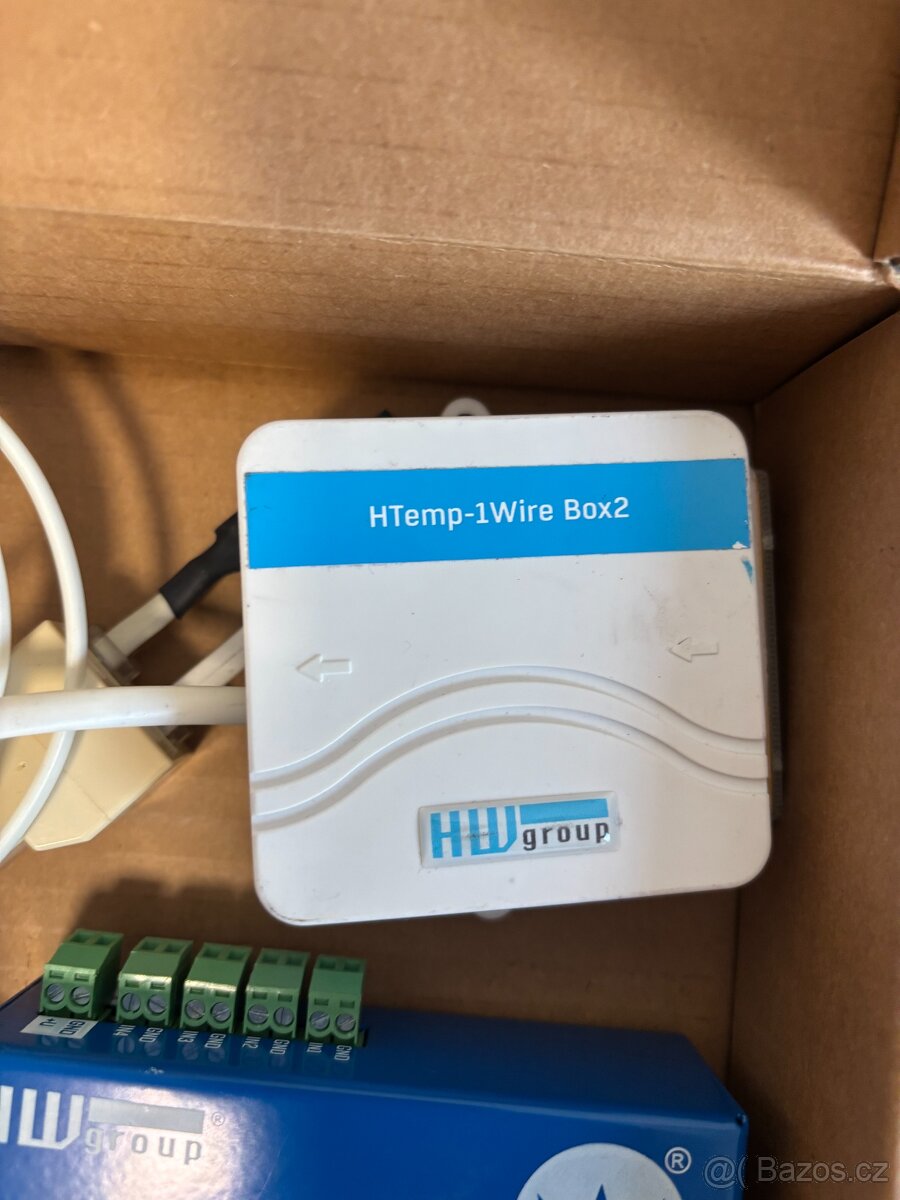 HTemp-1Wire Box2
HW group
+U GND IN4 GND IN3 GND IN2 GND IN1 GND
HW group ®
®
@( Bazos.cz